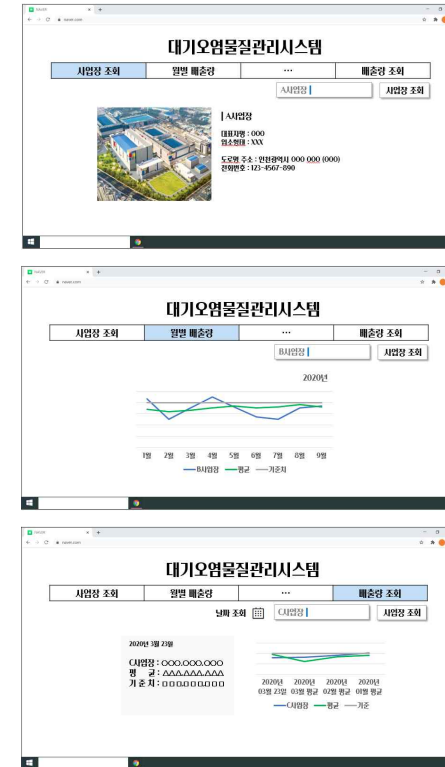 naver.com
대기오염물질관리시스템
사업장 조회 월별 배출량 … 배출량 조회
A사업장 사업장 조회
A사업장
대표자명 : OOO
업소형태 : XXX
도로명 주소 : 인천광역시 OOO OOO (OOO)
전화번호 : 123-4567-890
naver.com
대기오염물질관리시스템
사업장 조회 월별 배출량 … 배출량 조회
B사업장 사업장 조회
2020년
1월 2월 3월 4월 5월 6월 7월 8월 9월
B사업장 평균 기준치
naver.com
대기오염물질관리시스템
사업장 조회 월별 배출량 … 배출량 조회
날짜 조회 C사업장 사업장 조회
2020년 3월 23일
C사업장 : OOO.OOO.OOO
평 균 : △△△.△△△.△△△
기 준 치 : □□□.□□□.□□□
2020년 2020년 2020년 2020년
03월 23일 03월 평균 02월 평균 01월 평균
C사업장 평균 기준